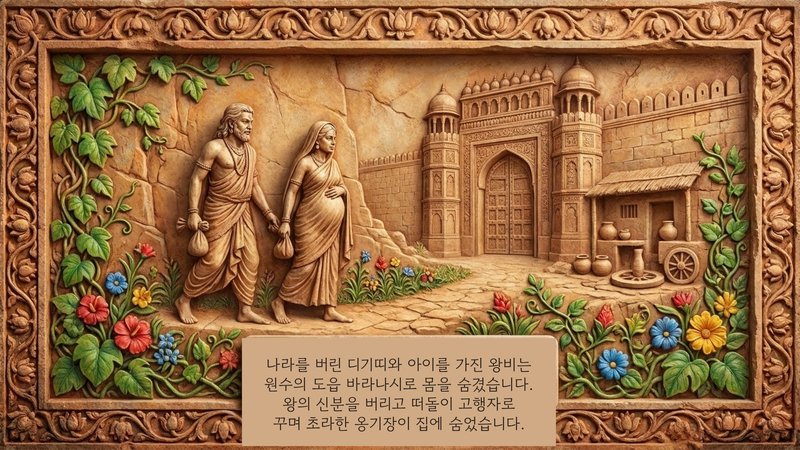 나라를 버린 디기띠와 아이를 가진 왕비는
원수의 도읍 바라나시로 몸을 숨겼습니다.
왕의 신분을 버리고 떠돌이 고행자로
꾸며 초라한 옹기장이 집에 숨었습니다.